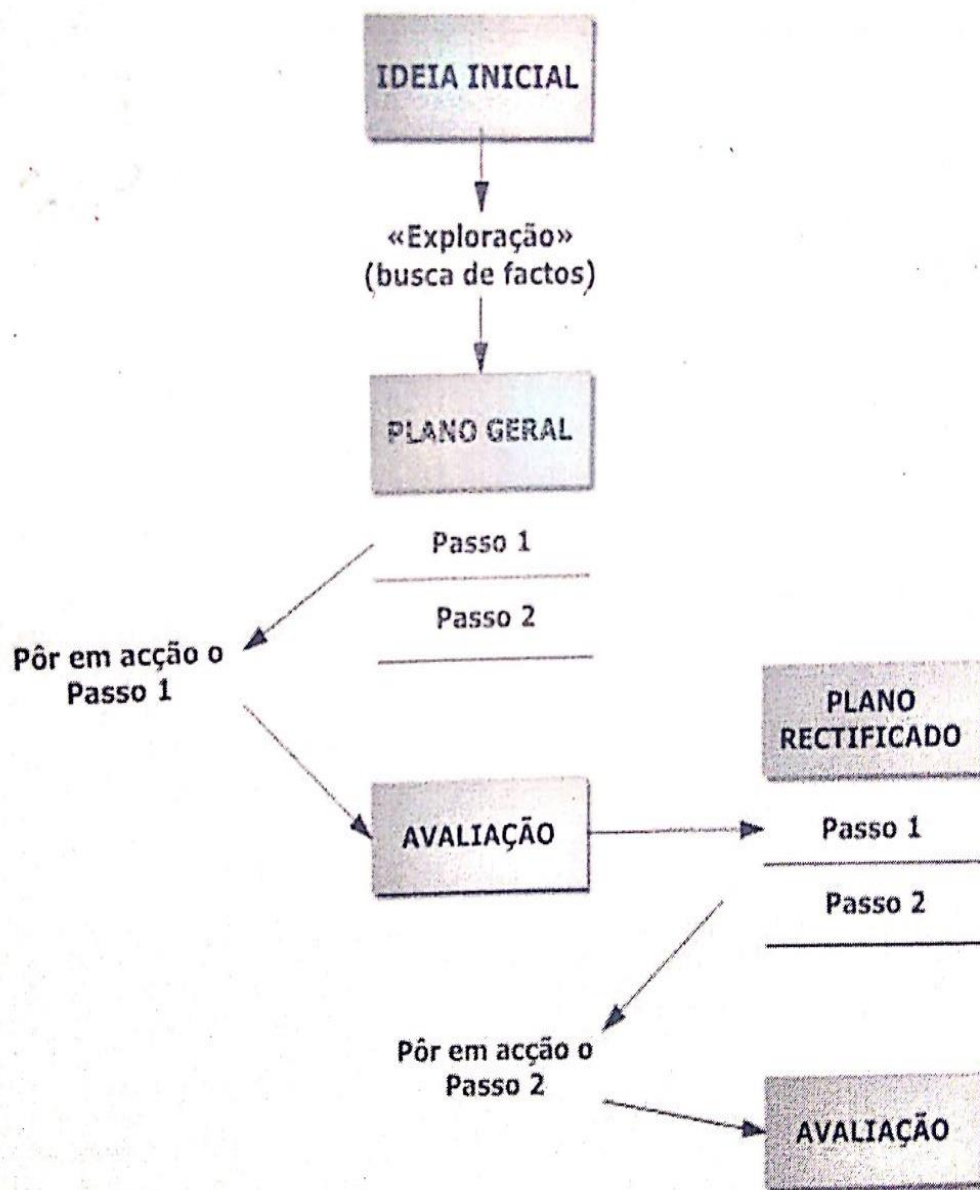 IDEIA INICIAL
«Exploração»
(busca de factos)
PLANO GERAL
Passo 1
Passo 2
Pôr em acção o
Passo 1
AVALIAÇÃO
PLANO
RECTIFICADO
Passo 1
Passo 2
Pôr em acção o
Passo 2
AVALIAÇÃO